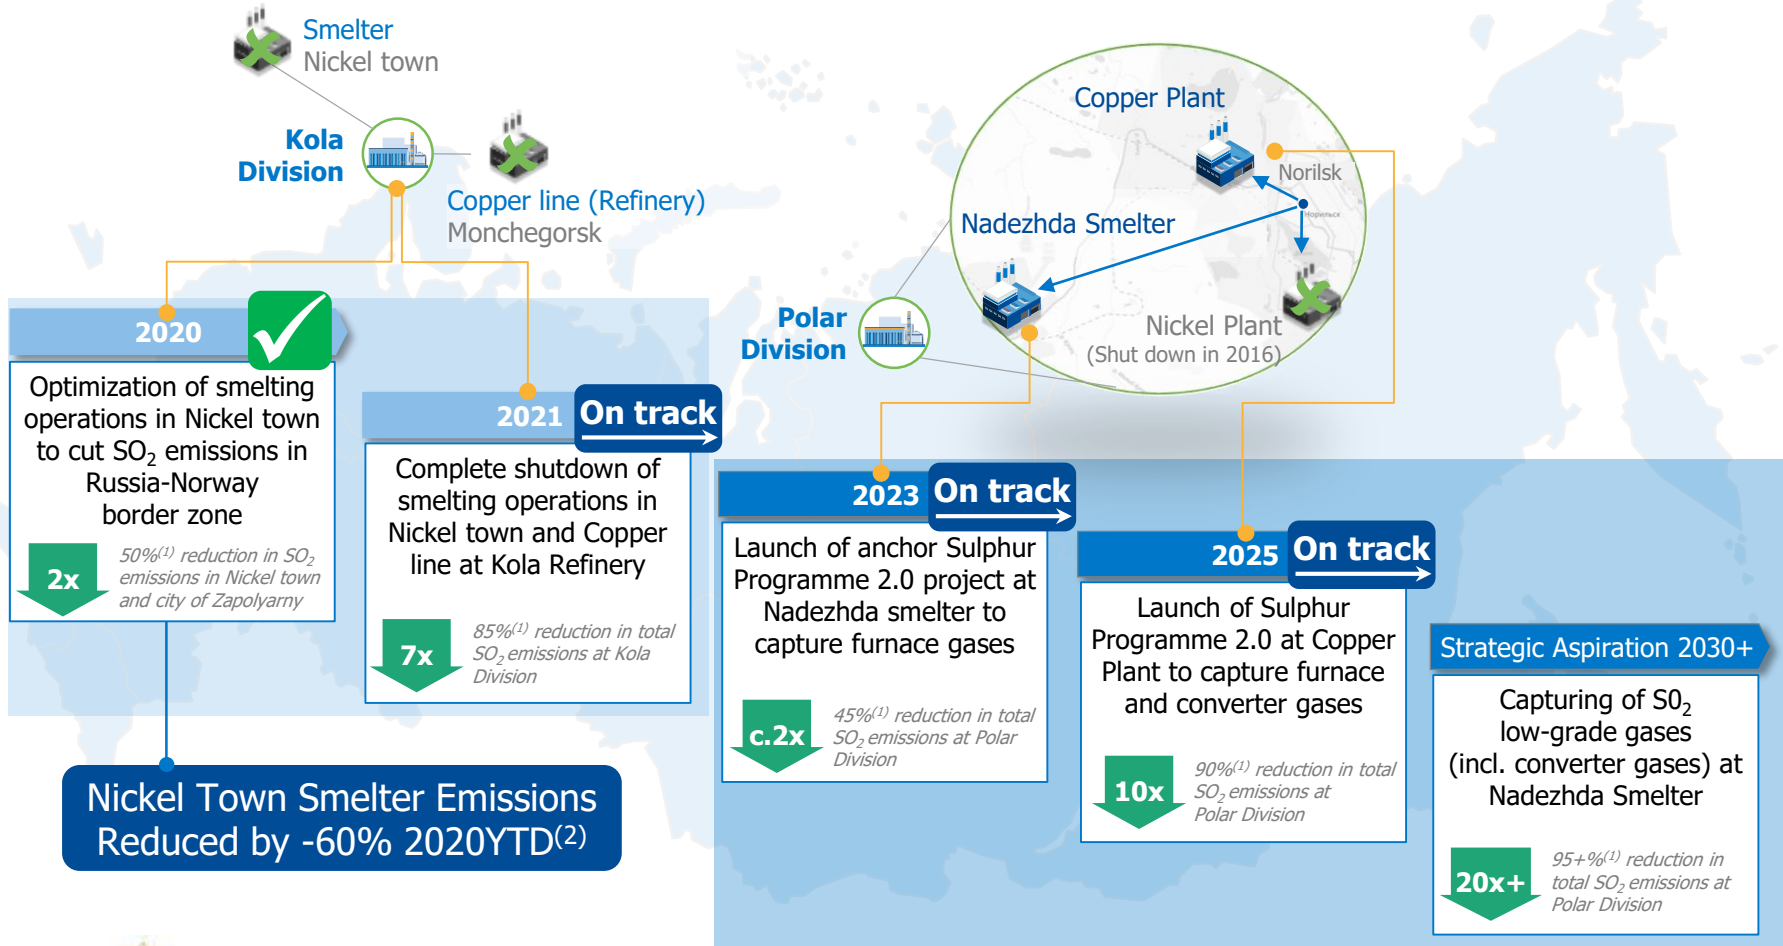 Smelter
Nickel town
Kola
Division
Copper line (Refinery)
Monchegorsk
Copper Plant
Norilsk
Норильск
Nadezhda Smelter
Nickel Plant
(Shut down in 2016)
Polar
Division
2020
Optimization of smelting
operations in Nickel town
to cut SO2 emissions in
Russia-Norway
border zone
2x
50%(1) reduction in SO2
emissions in Nickel town
and city of Zapolyarny
2021
On track
Complete shutdown of
smelting operations in
Nickel town and Copper
line at Kola Refinery
7x
85%(1) reduction in total
SO2 emissions at Kola
Division
2023
On track
Launch of anchor Sulphur
Programme 2.0 project at
Nadezhda smelter to
capture furnace gases
c.2x
45%(1) reduction in total
SO2 emissions at Polar
Division
2025
On track
Launch of Sulphur
Programme 2.0 at Copper
Plant to capture furnace
and converter gases
10x
90%(1) reduction in total
SO2 emissions at
Polar Division
Strategic Aspiration 2030+
Capturing of S02
low-grade gases
(incl. converter gases) at
Nadezhda Smelter
20x+
95+%(1) reduction in
total SO2 emissions at
Polar Division
Nickel Town Smelter Emissions
Reduced by -60% 2020YTD(2)